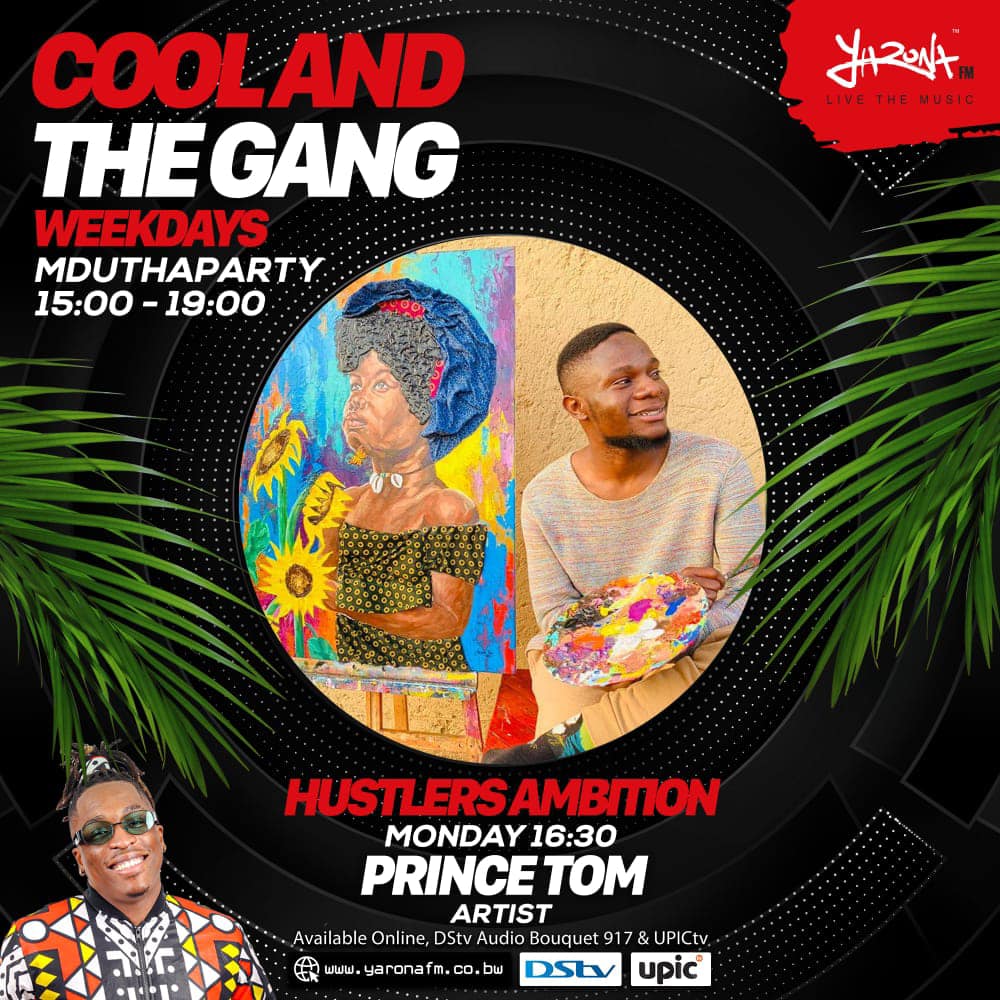 COOL AND
THE GANG
WEEKDAYS
MDUTHAPARTY
15:00 - 19:00
YARONA FM
TM
LIVE THE MUSIC
HUSTLERS AMBITION
MONDAY 16:30
PRINCE TOM
ARTIST
Available Online, DStv Audio Bouquet 917 & UPICtv
www.yaronafm.co.bw
DStv
upic